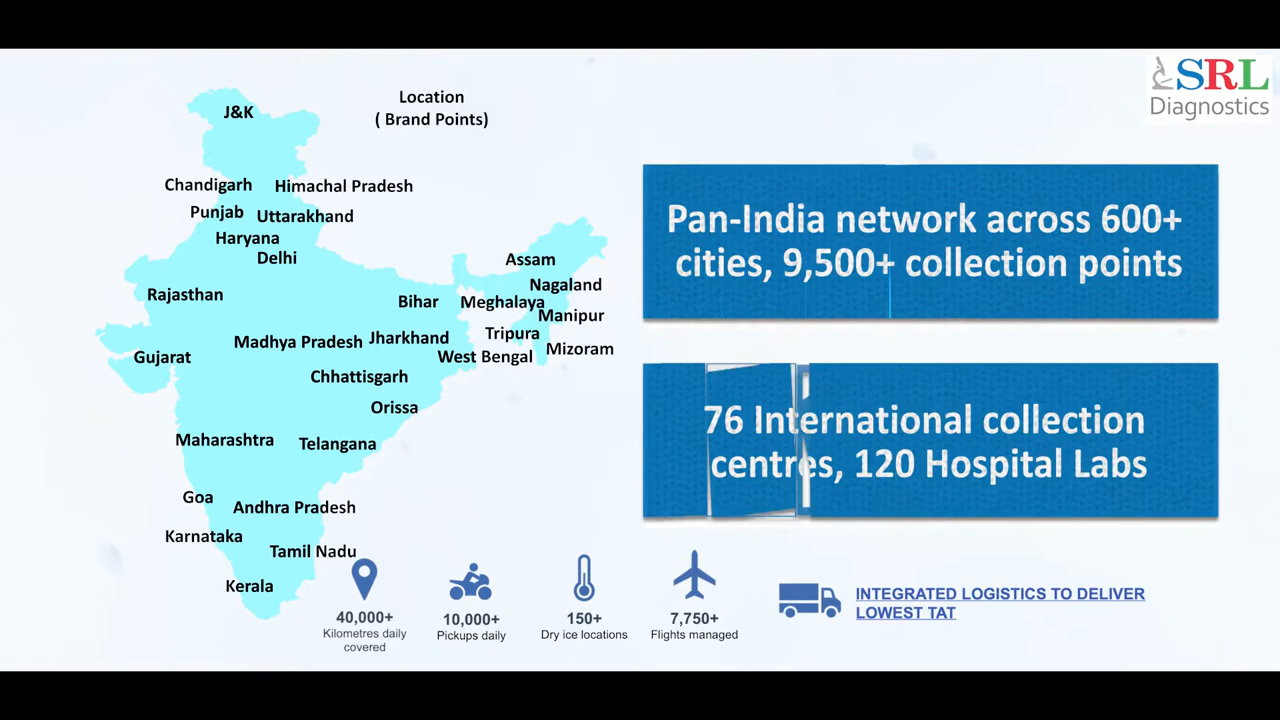 SRL
Diagnostics
Location
( Brand Points)
J&K
Chandigarh
Himachal Pradesh
Punjab
Uttarakhand
Haryana
Delhi
Assam
Rajasthan
Nagaland
Bihar
Meghalaya
Manipur
Madhya Pradesh
Jharkhand
Tripura
Gujarat
West Bengal
Mizoram
Chhattisgarh
Orissa
Maharashtra
Telangana
Goa
Andhra Pradesh
Karnataka
Tamil Nadu
Kerala
Pan-India network across 600+
cities, 9,500+ collection points
76 International collection
centres, 120 Hospital Labs
40,000+
Kilometres daily
covered
10,000+
Pickups daily
150+
Dry ice locations
7,750+
Flights managed
INTEGRATED LOGISTICS TO DELIVER
LOWEST TAT